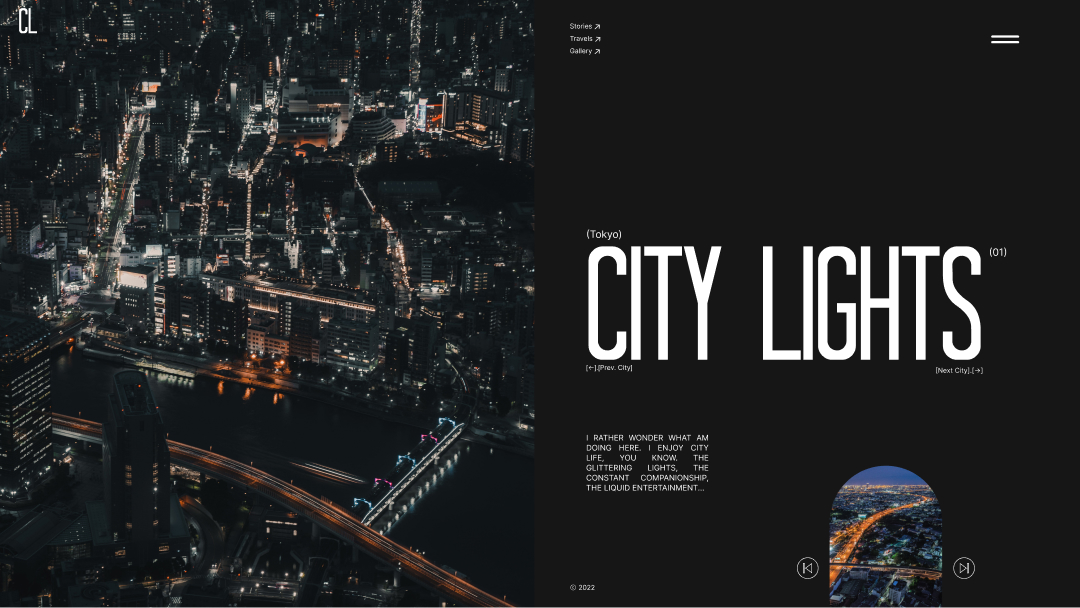 CL
Stories ↗
Travels ↗
Gallery ↗
(Tokyo)
CITY LIGHTS (01)
[←].[Prev. City]
[Next City].[→]
I RATHER WONDER WHAT AM
DOING HERE. I ENJOY CITY
LIFE, YOU KNOW. THE
GLITTERING LIGHTS, THE
CONSTANT COMPANIONSHIP,
THE LIQUID ENTERTAINMENT...
© 2022